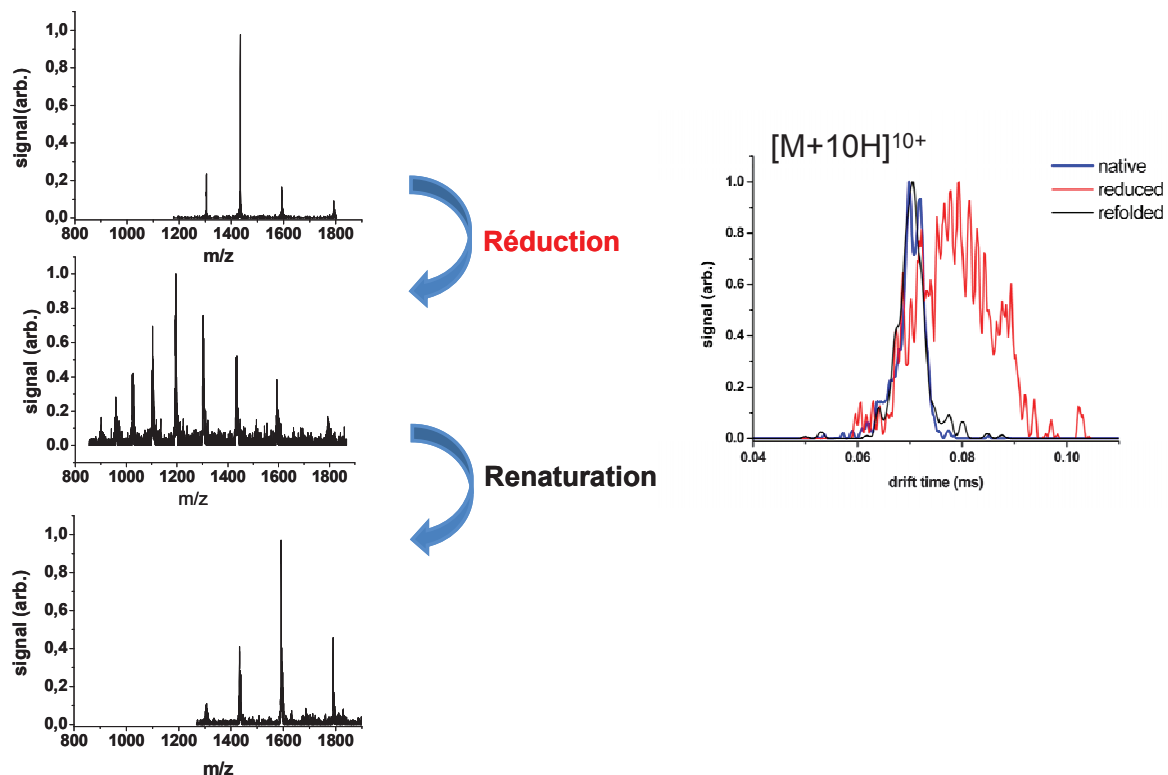 signal(arb.)
1,0
0,8
0,6
0,4
0,2
0,0
800 1000 1200 1400 1600 1800
m/z
Réduction
signal (arb.)
1,0
0.8
0.6
0.4
0.2
0.0
800 1000 1200 1400 1600 1800
m/z
Renaturation
signal (arb.)
1,0
0,8
0,6
0,4
0,2
0,0
800 1000 1200 1400 1600 1800
m/z
[M+10H]10+
native
reduced
refolded
signal (arb.)
1.0
0.8
0.6
0.4
0.2
0.0
0.04 0.06 0.08 0.10
drift time (ms)